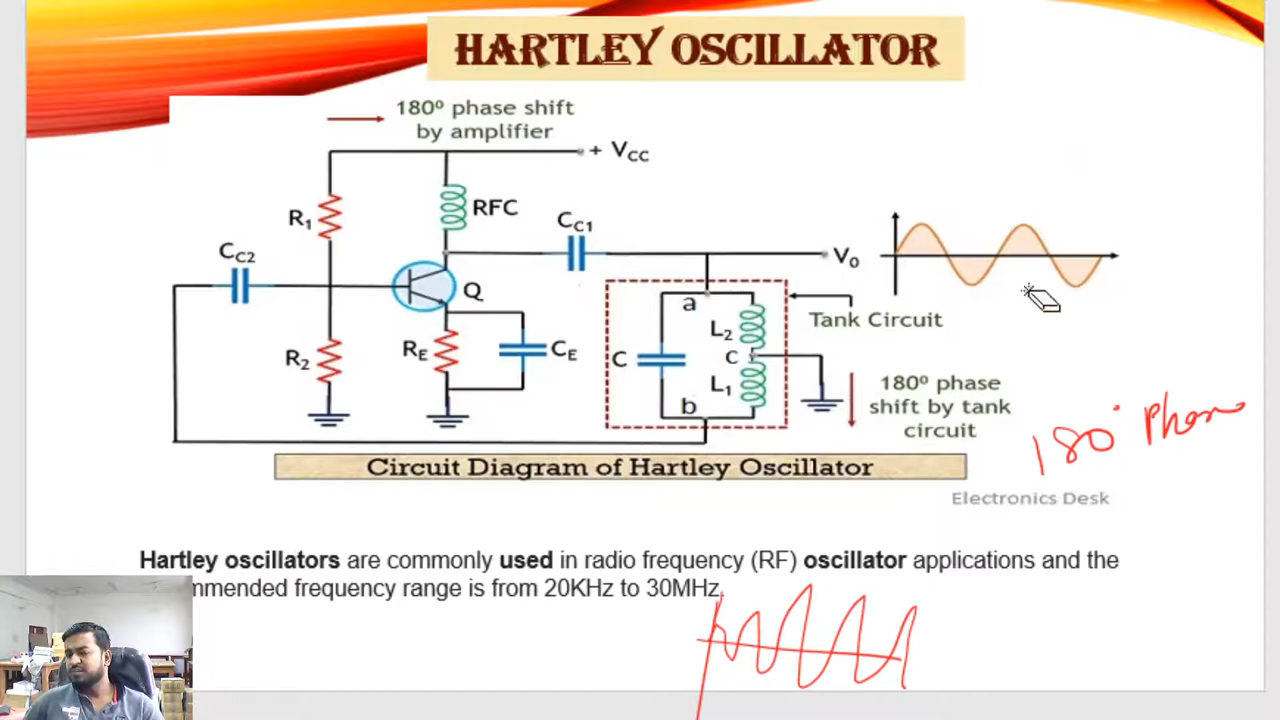 HARTLEY OSCILLATOR
180⁰ phase shift
by amplifier
+ VCC
R1
RFC
CC1
CC2
V0
Q
a
L2
Tank Circuit
R2
RE
CE
C
C
L1
b
180⁰ phase
shift by tank
circuit
180° Phase
Circuit Diagram of Hartley Oscillator
Electronics Desk
Hartley oscillators are commonly used in radio frequency (RF) oscillator applications and the
mmended frequency range is from 20KHz to 30MHz.